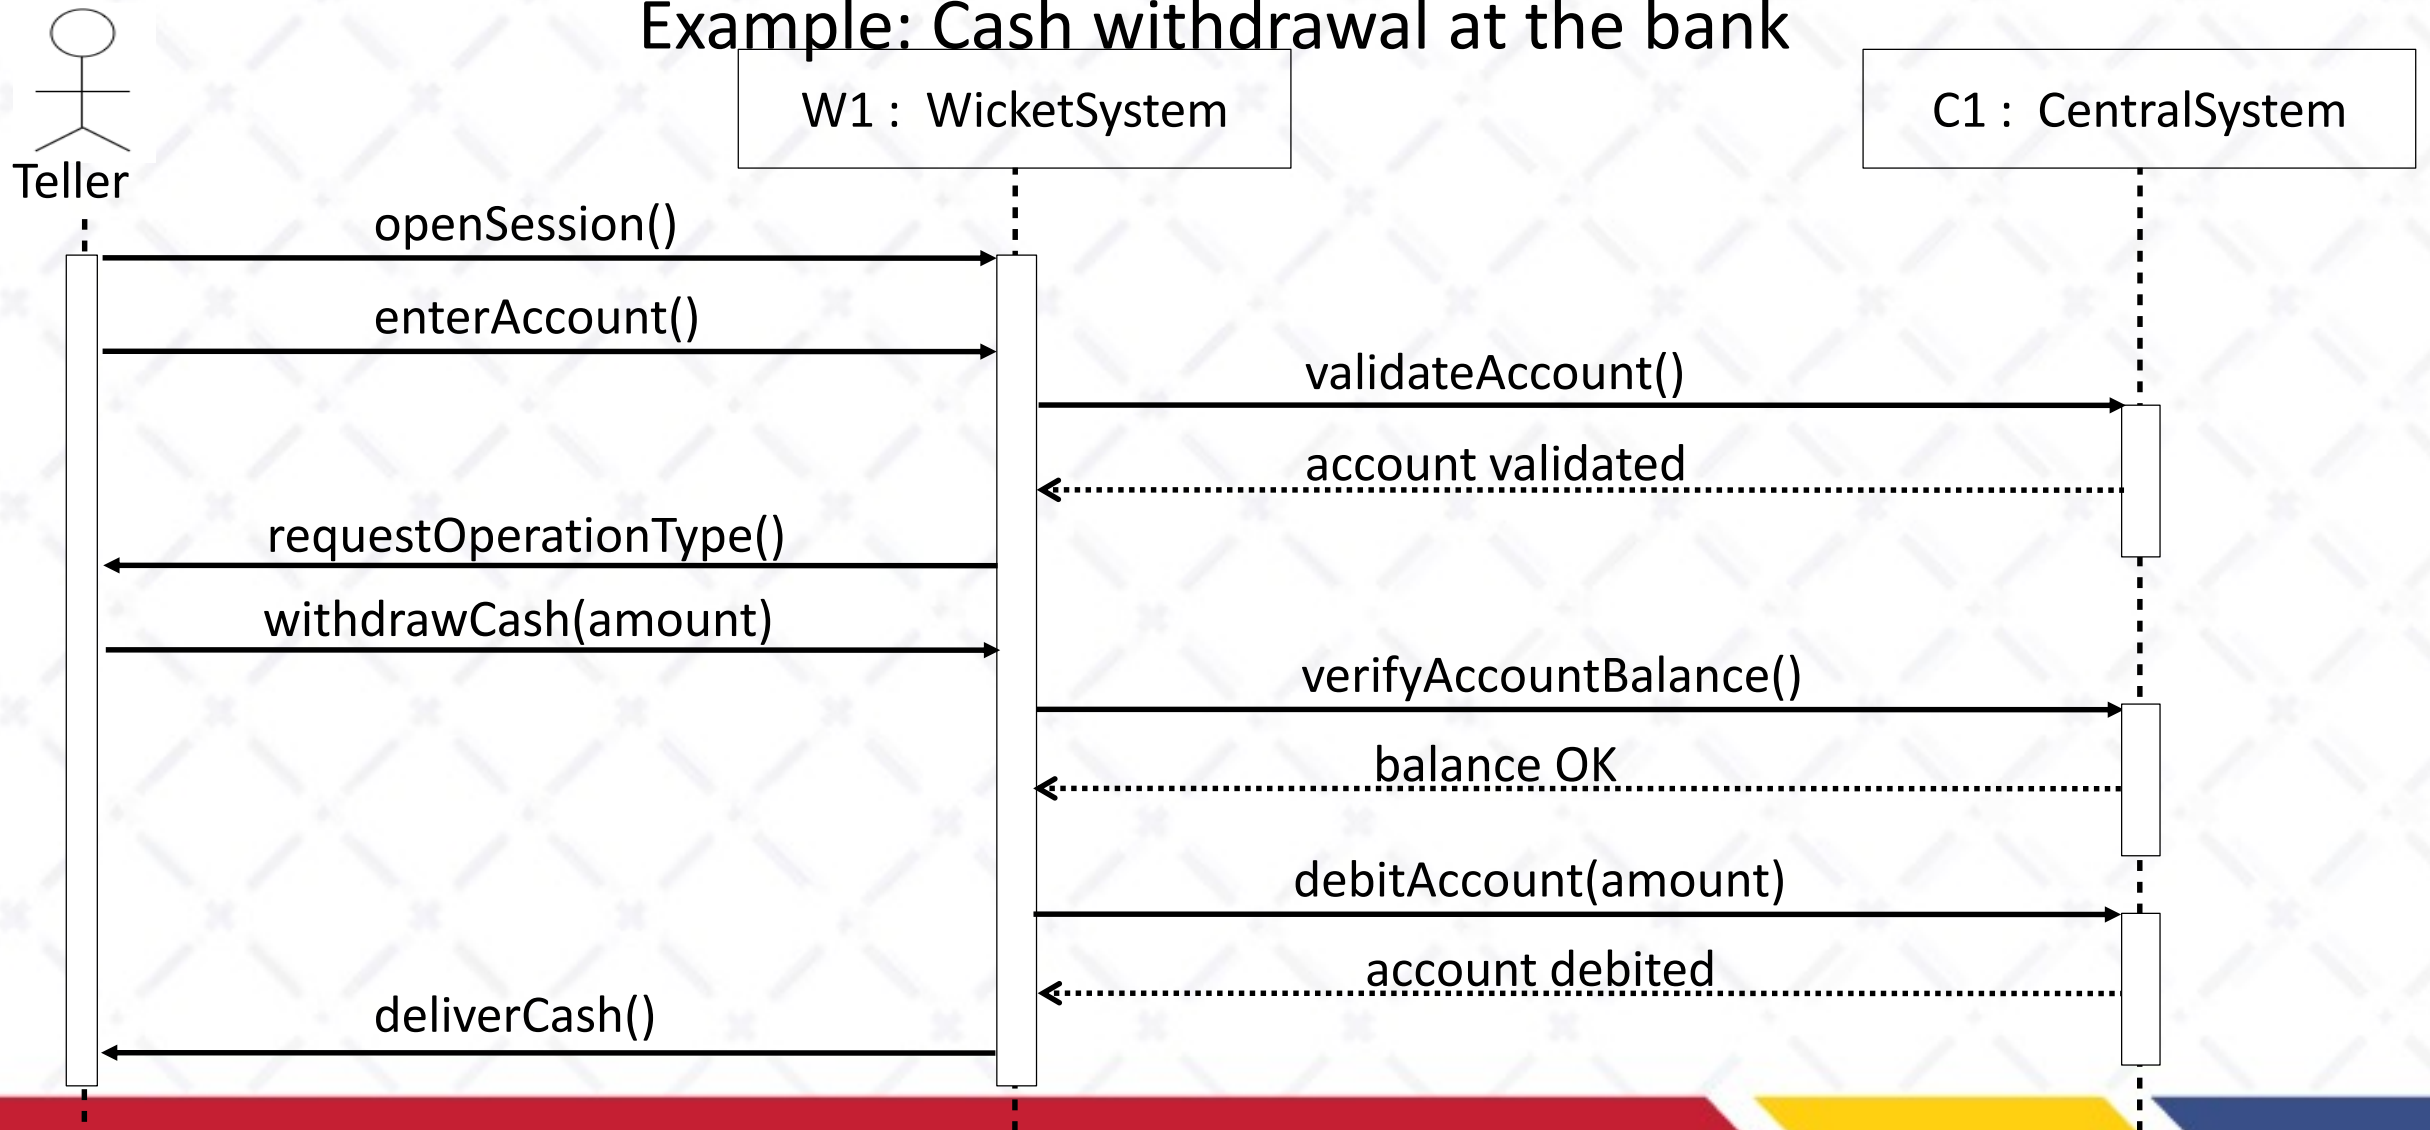 Example: Cash withdrawal at the bank
Teller
W1 : WicketSystem
C1 : CentralSystem
openSession()
enterAccount()
validateAccount()
account validated
requestOperationType()
withdrawCash(amount)
verifyAccountBalance()
balance OK
debitAccount(amount)
account debited
deliverCash()